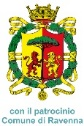 con il patrocinio
Comune di Ravenna